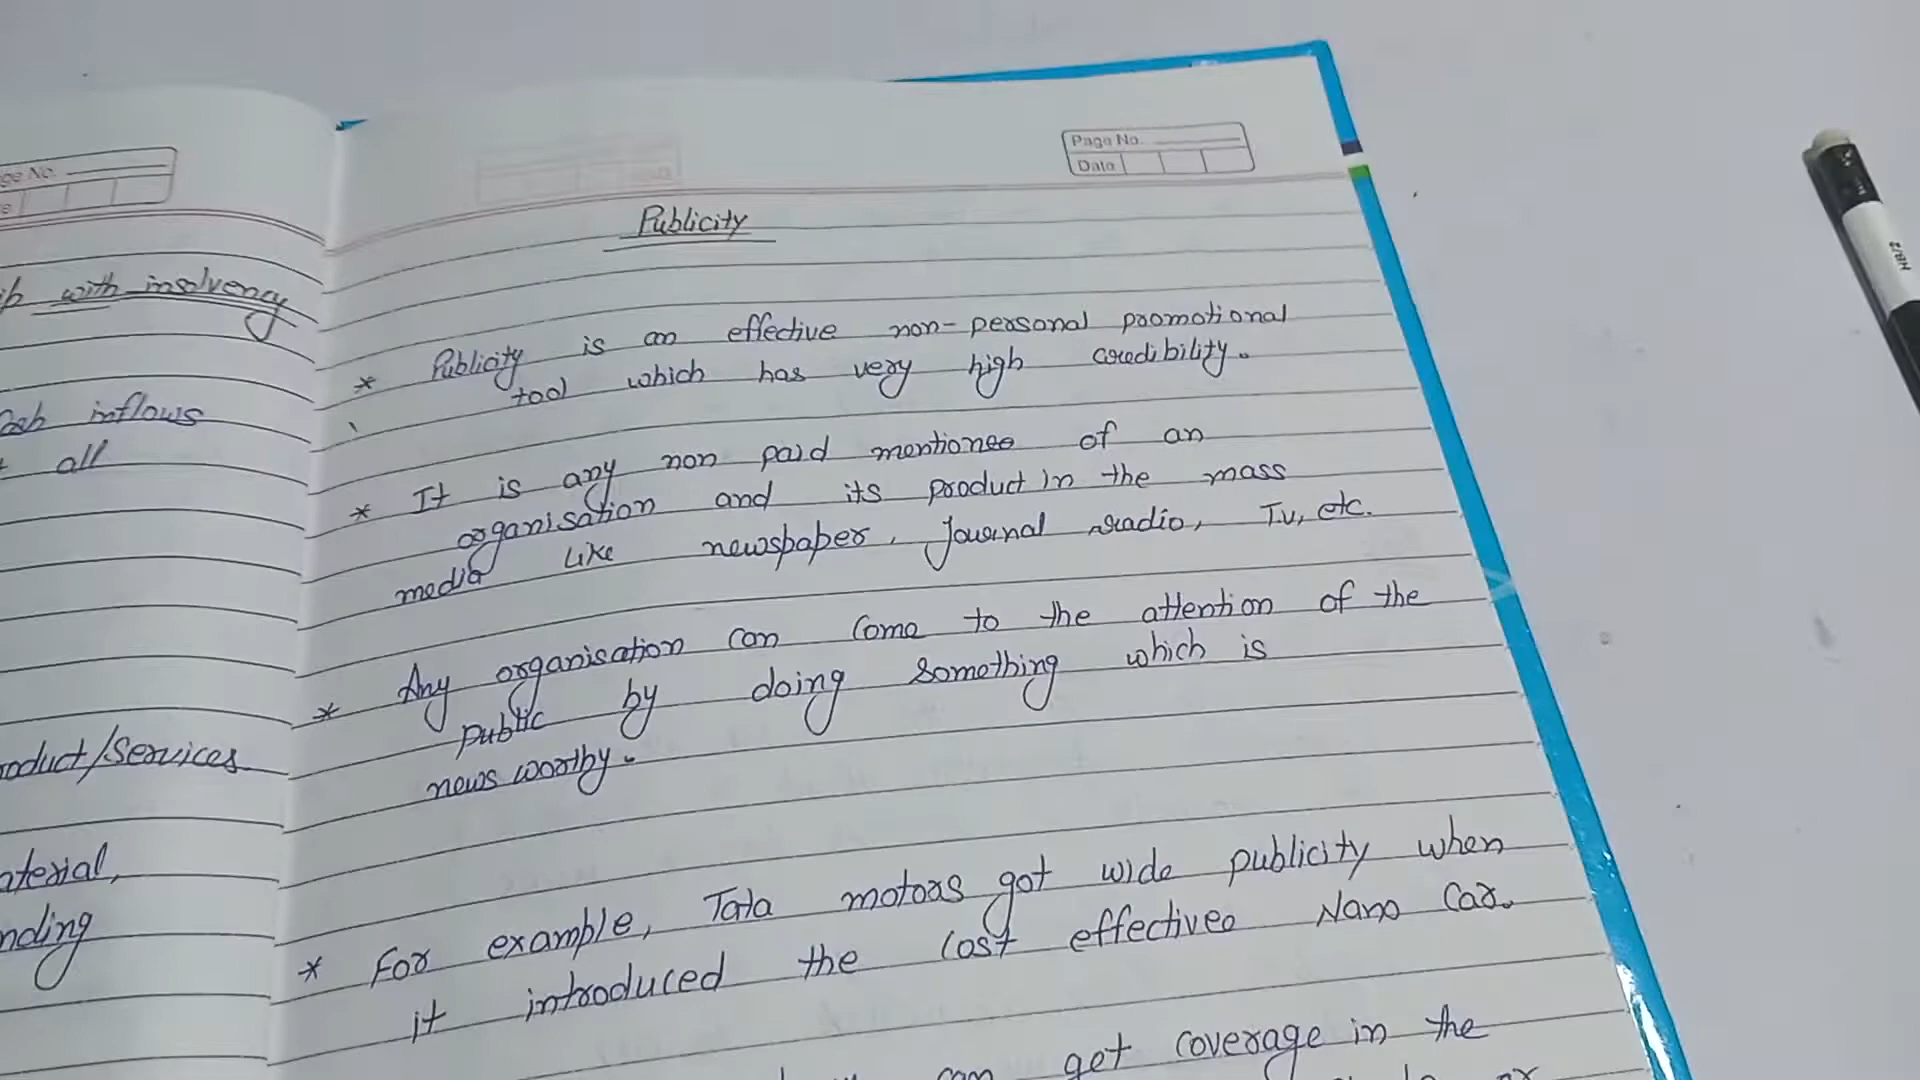 Page No.
Date
with insolvency
inflows
all
product/Services
material,
Publicity
* Publicity is an effective non-personal promotional
tool which has very high credibility.
* It is any non paid mentionee of an
organisation and its product in the mass
media like newspaper, Journal radio, T.V, etc.
* Any organisation can come to the attention of the
public by doing something which is
news worthy.
* For example, Tata motors got wide publicity when
it introduced the cost effectivee Nano Car.
can get coverage in the
HB/2